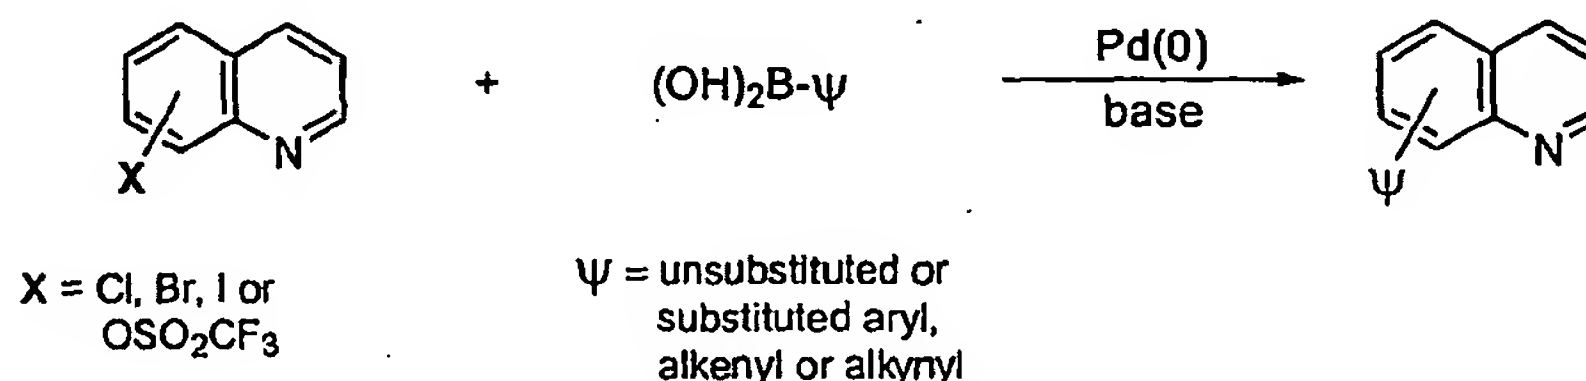 Pd(0)
+ (OH)₂B-ψ
base
N N
X ψ
X = Cl, Br, I or
OSO₂CF₃
ψ = unsubstituted or
substituted aryl,
alkenyl or alkynyl